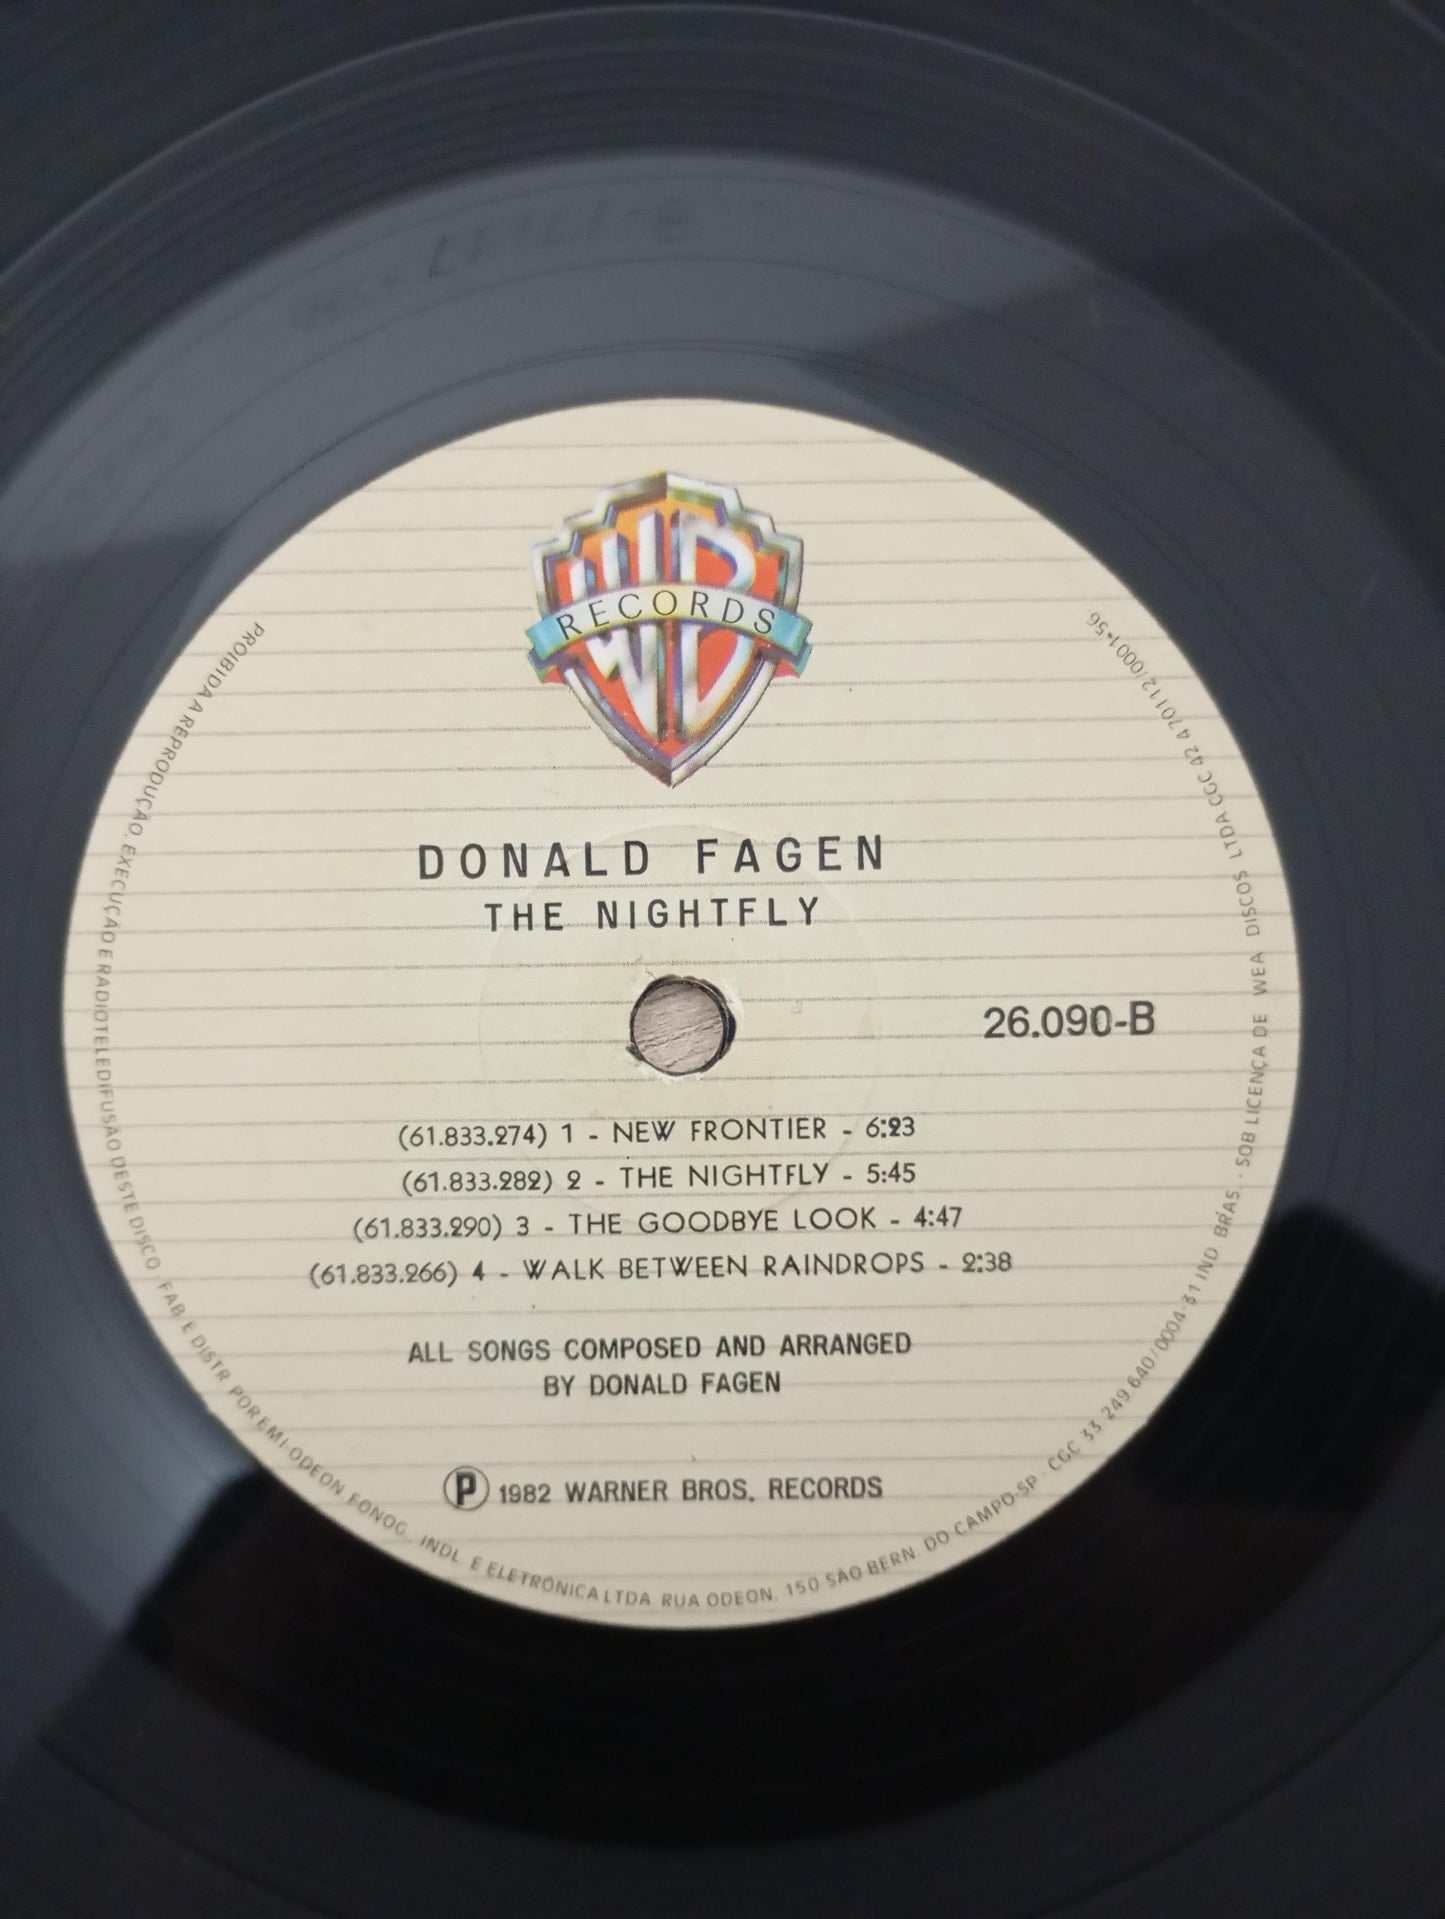 WB
RECORDS
DONALD FAGEN
THE NIGHTFLY
26.090-B
(61.833.274) 1 - NEW FRONTIER - 6:23
(61.833.282) 2 - THE NIGHTFLY - 5:45
(61.833.290) 3 - THE GOODBYE LOOK - 4:47
(61.833.266) 4 - WALK BETWEEN RAINDROPS - 2:38
ALL SONGS COMPOSED AND ARRANGED
BY DONALD FAGEN
Ⓟ 1982 WARNER BROS. RECORDS
PROIBIDA A REPRODUÇÃO, EXECUÇÃO E RADIOTELEDIFUSÃO DESTE DISCO. FAB E DISTR POR EMI-ODEON FONOG., INDL. E ELETRÔNICA LTDA RUA ODEON, 150 SÃO BERN. DO CAMPO-SP · CGC 33 249 640/0004-31 IND BRAS. · SOB LICENÇA DE WEA DISCOS LTDA CGC 42 470112/0001-56.